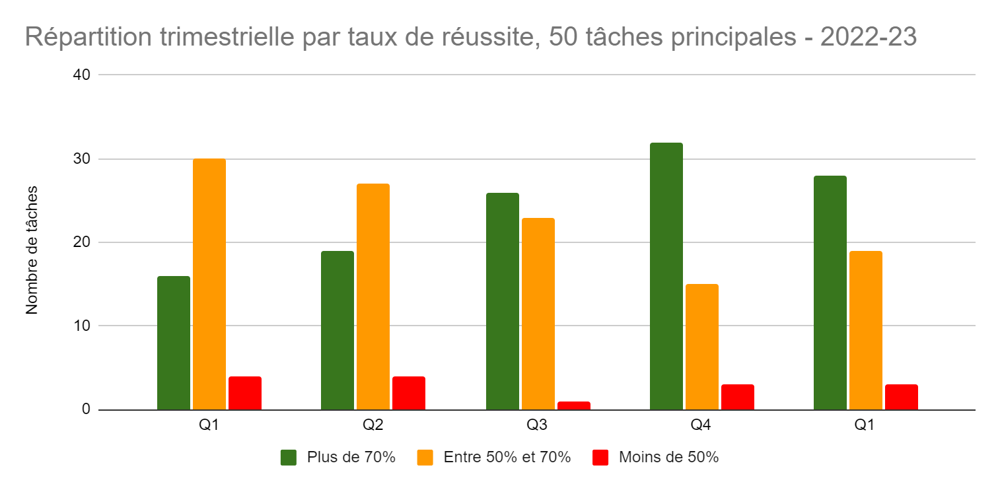 Répartition trimestrielle par taux de réussite, 50 tâches principales - 2022-23
Nombre de tâches
40
30
20
10
0
Q1 Q2 Q3 Q4 Q1
Plus de 70% Entre 50% et 70% Moins de 50%